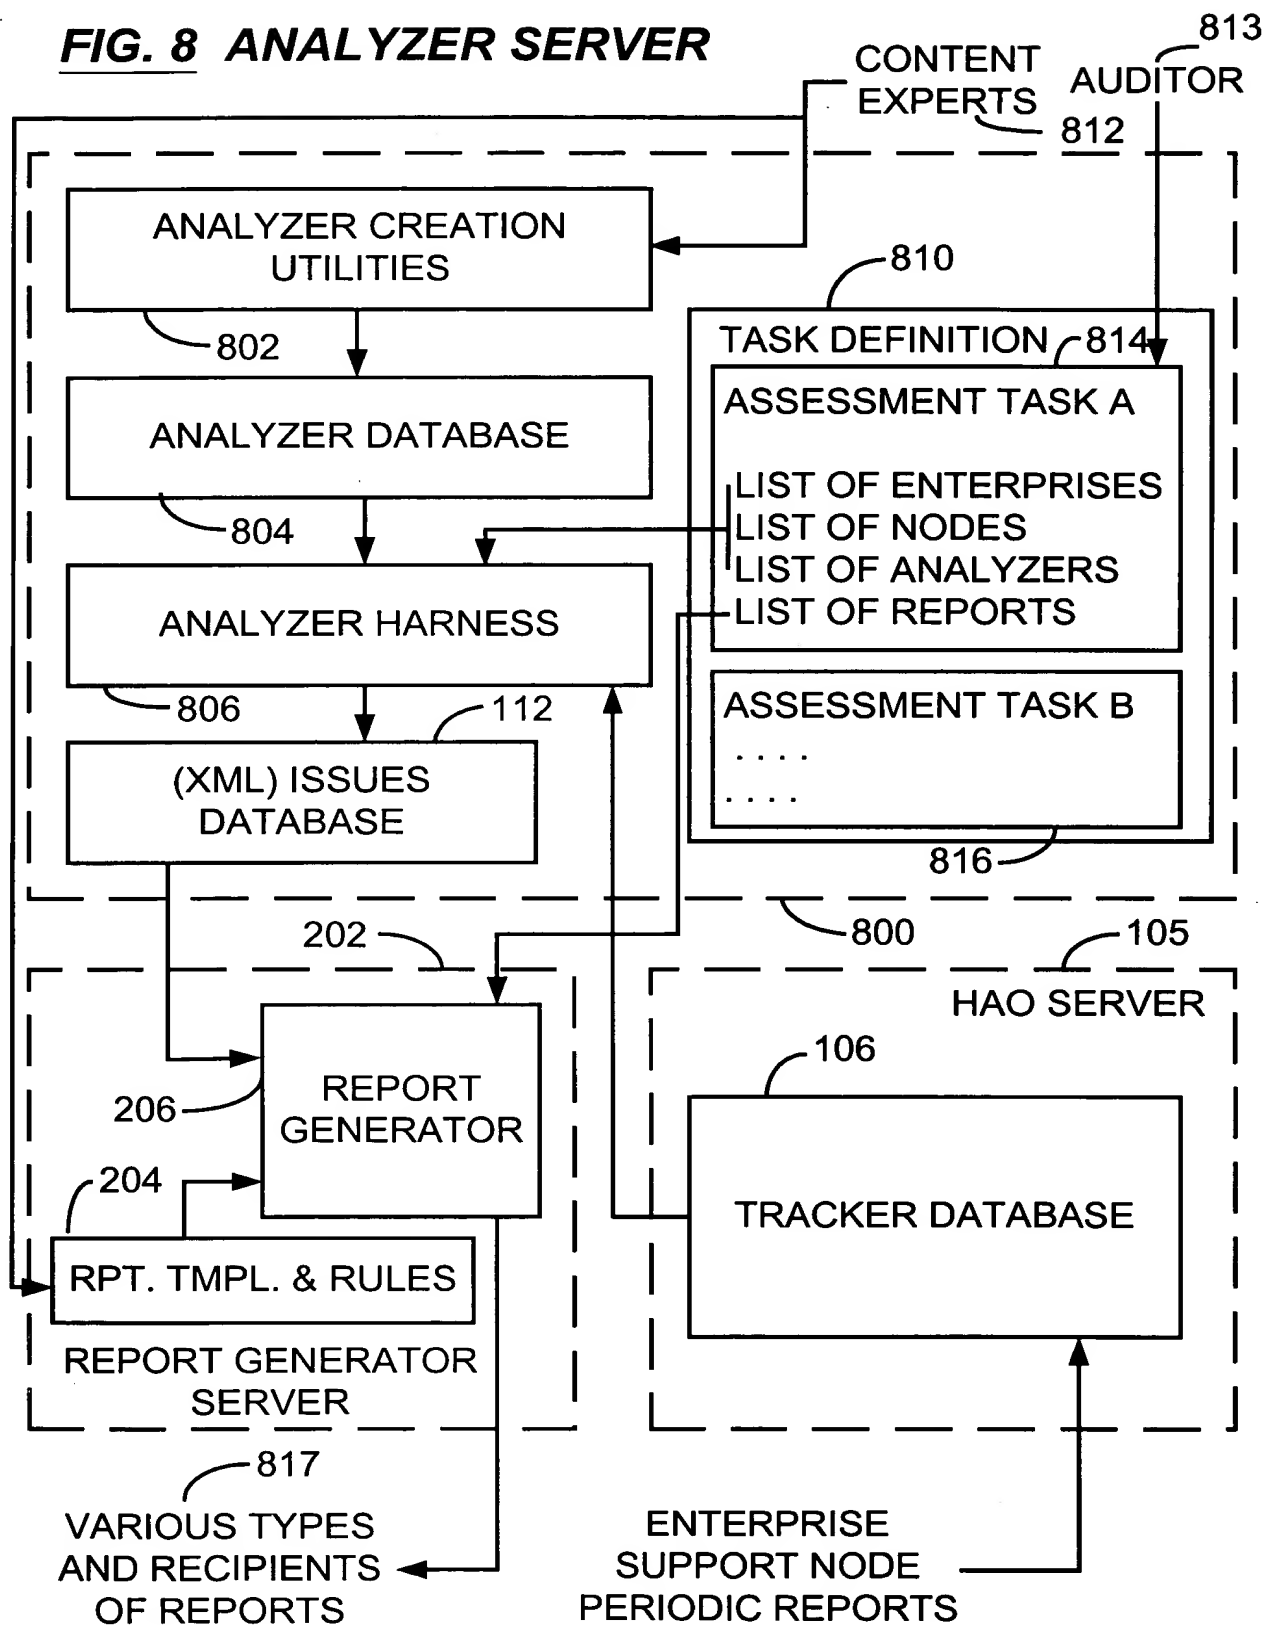 FIG. 8 ANALYZER SERVER
813
CONTENT
EXPERTS
AUDITOR
812
ANALYZER CREATION
UTILITIES
810
802
TASK DEFINITION
814
ASSESSMENT TASK A
ANALYZER DATABASE
LIST OF ENTERPRISES
804
LIST OF NODES
LIST OF ANALYZERS
LIST OF REPORTS
ANALYZER HARNESS
806
112
ASSESSMENT TASK B
. . . .
. . . .
(XML) ISSUES
DATABASE
816
202
800
105
HAO SERVER
106
REPORT
GENERATOR
206
204
TRACKER DATABASE
RPT. TMPL. & RULES
REPORT GENERATOR
SERVER
817
VARIOUS TYPES
AND RECIPIENTS
OF REPORTS
ENTERPRISE
SUPPORT NODE
PERIODIC REPORTS